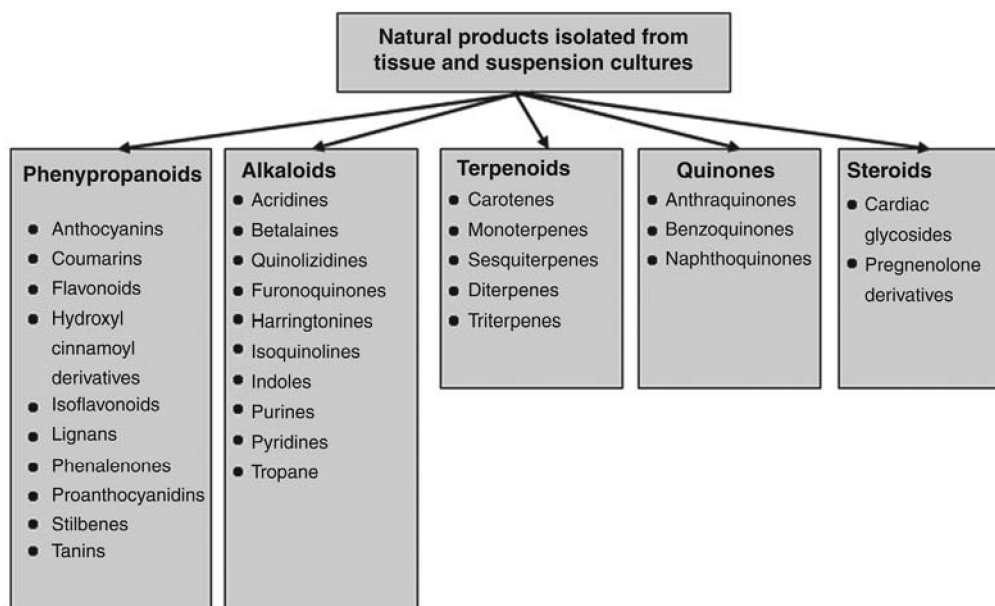 Natural products isolated from
tissue and suspension cultures
Phenypropanoids
● Anthocyanins
● Coumarins
● Flavonoids
● Hydroxyl
cinnamoyl
derivatives
● Isoflavonoids
● Lignans
● Phenalenones
● Proanthocyanidins
● Stilbenes
● Tanins
Alkaloids
● Acridines
● Betalaines
● Quinolizidines
● Furonoquinones
● Harringtonines
● Isoquinolines
● Indoles
● Purines
● Pyridines
● Tropane
Terpenoids
● Carotenes
● Monoterpenes
● Sesquiterpenes
● Diterpenes
● Triterpenes
Quinones
● Anthraquinones
● Benzoquinones
● Naphthoquinones
Steroids
● Cardiac
glycosides
● Pregnenolone
derivatives